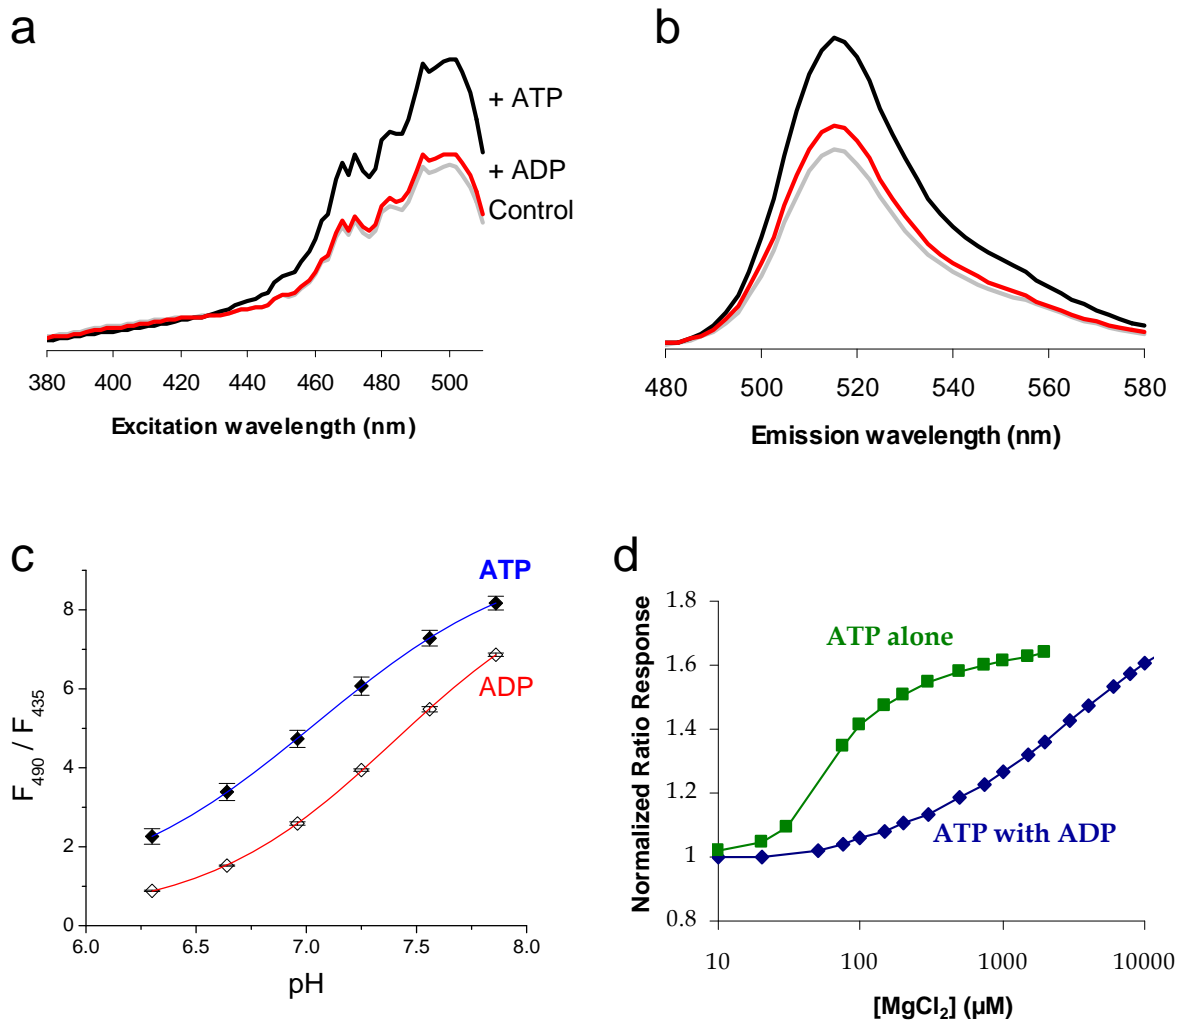 a
+ ATP
+ ADP
Control
380 400 420 440 460 480 500
Excitation wavelength (nm)
b
480 500 520 540 560 580
Emission wavelength (nm)
c
ATP
ADP
8
6
4
2
0
F490 / F435
6.0 6.5 7.0 7.5 8.0
pH
d
1.8
1.6
1.4
1.2
1
0.8
Normalized Ratio Response
ATP alone
ATP with ADP
10 100 1000 10000
[MgCl2] (µM)